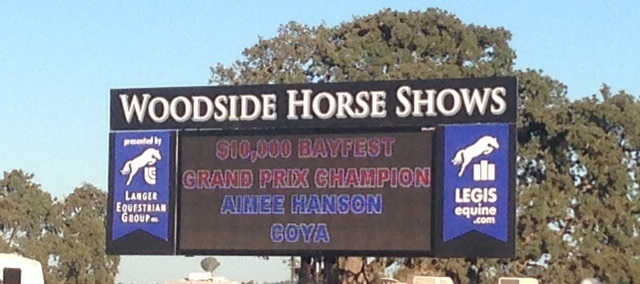 WOODSIDE HORSE SHOWS
presented by
LANGER
EQUESTRIAN
GROUP INC.
$10,000 BAYFEST
GRAND PRIX CHAMPION
AIMEE HANSON
COYA
LEGIS
equine
.com